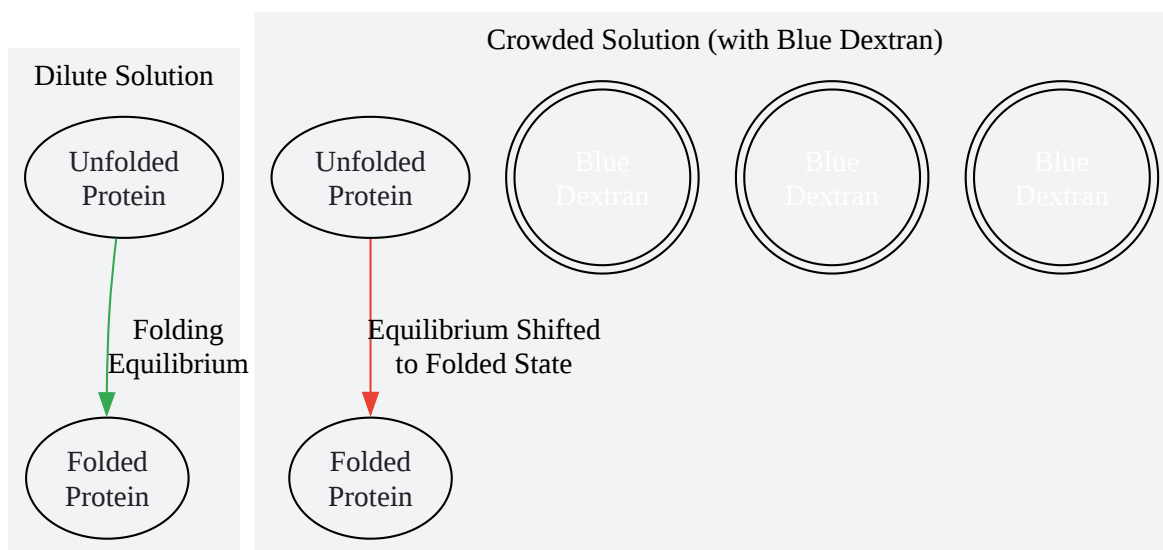 Dilute Solution
Unfolded
Protein
Folding
Equilibrium
Folded
Protein
Crowded Solution (with Blue Dextran)
Unfolded
Protein
Blue
Dextran
Blue
Dextran
Blue
Dextran
Equilibrium Shifted
to Folded State
Folded
Protein